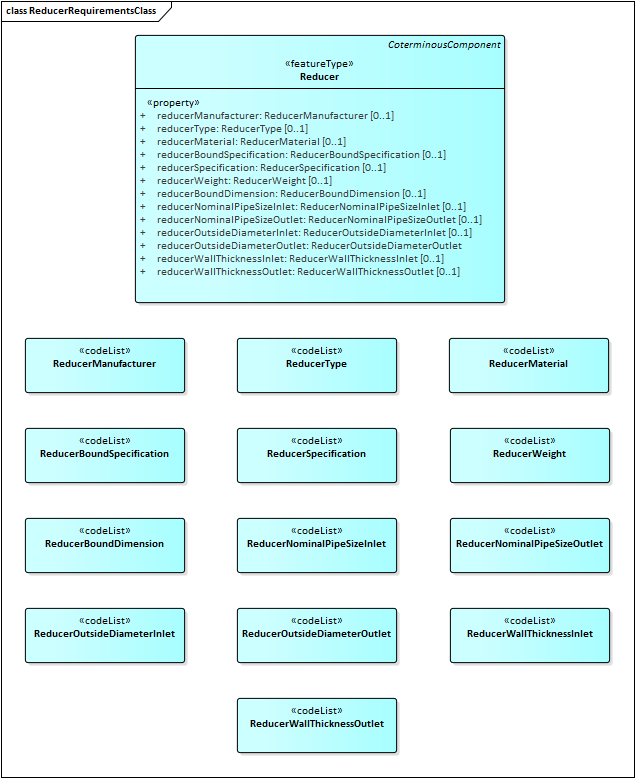 class ReducerRequirementsClass
CoterminousComponent
«featureType»
Reducer
«property»
+ reducerManufacturer: ReducerManufacturer [0..1]
+ reducerType: ReducerType [0..1]
+ reducerMaterial: ReducerMaterial [0..1]
+ reducerBoundSpecification: ReducerBoundSpecification [0..1]
+ reducerSpecification: ReducerSpecification [0..1]
+ reducerWeight: ReducerWeight [0..1]
+ reducerBoundDimension: ReducerBoundDimension [0..1]
+ reducerNominalPipeSizeInlet: ReducerNominalPipeSizeInlet [0..1]
+ reducerNominalPipeSizeOutlet: ReducerNominalPipeSizeOutlet [0..1]
+ reducerOutsideDiameterInlet: ReducerOutsideDiameterInlet [0..1]
+ reducerOutsideDiameterOutlet: ReducerOutsideDiameterOutlet
+ reducerWallThicknessInlet: ReducerWallThicknessInlet [0..1]
+ reducerWallThicknessOutlet: ReducerWallThicknessOutlet [0..1]
«codeList» «codeList» «codeList»
ReducerManufacturer ReducerType ReducerMaterial
«codeList» «codeList» «codeList»
ReducerBoundSpecification ReducerSpecification ReducerWeight
«codeList» «codeList» «codeList»
ReducerBoundDimension ReducerNominalPipeSizeInlet ReducerNominalPipeSizeOutlet
«codeList» «codeList» «codeList»
ReducerOutsideDiameterInlet ReducerOutsideDiameterOutlet ReducerWallThicknessInlet
«codeList»
ReducerWallThicknessOutlet